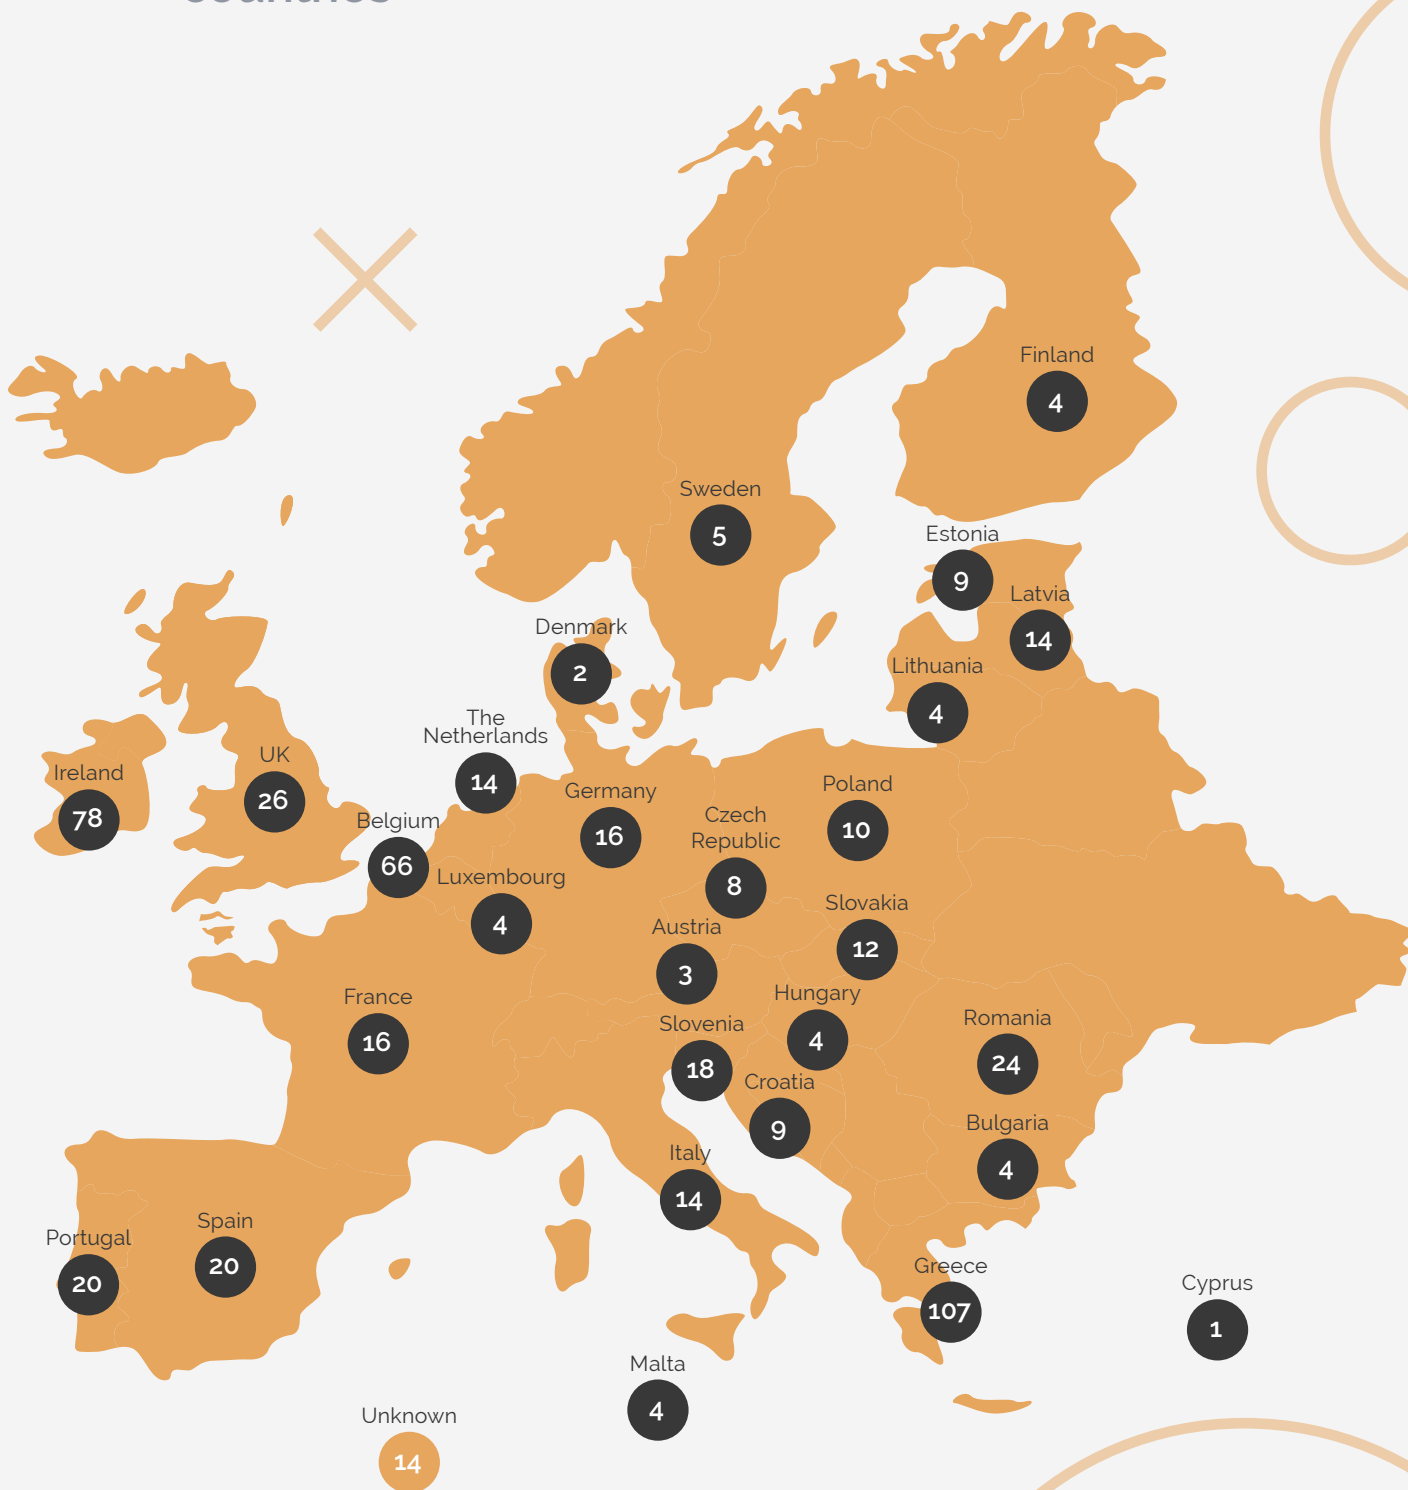 countries
Finland
4
Sweden
5
Estonia
9
Latvia
14
Denmark
2
Lithuania
4
The
Netherlands
14
UK
26
Ireland
78
Germany
16
Poland
10
Belgium
66
Czech
Republic
8
Luxembourg
4
Slovakia
12
Austria
3
France
16
Hungary
4
Slovenia
18
Romania
24
Croatia
9
Bulgaria
4
Italy
14
Spain
20
Portugal
20
Greece
107
Cyprus
1
Malta
4
Unknown
14